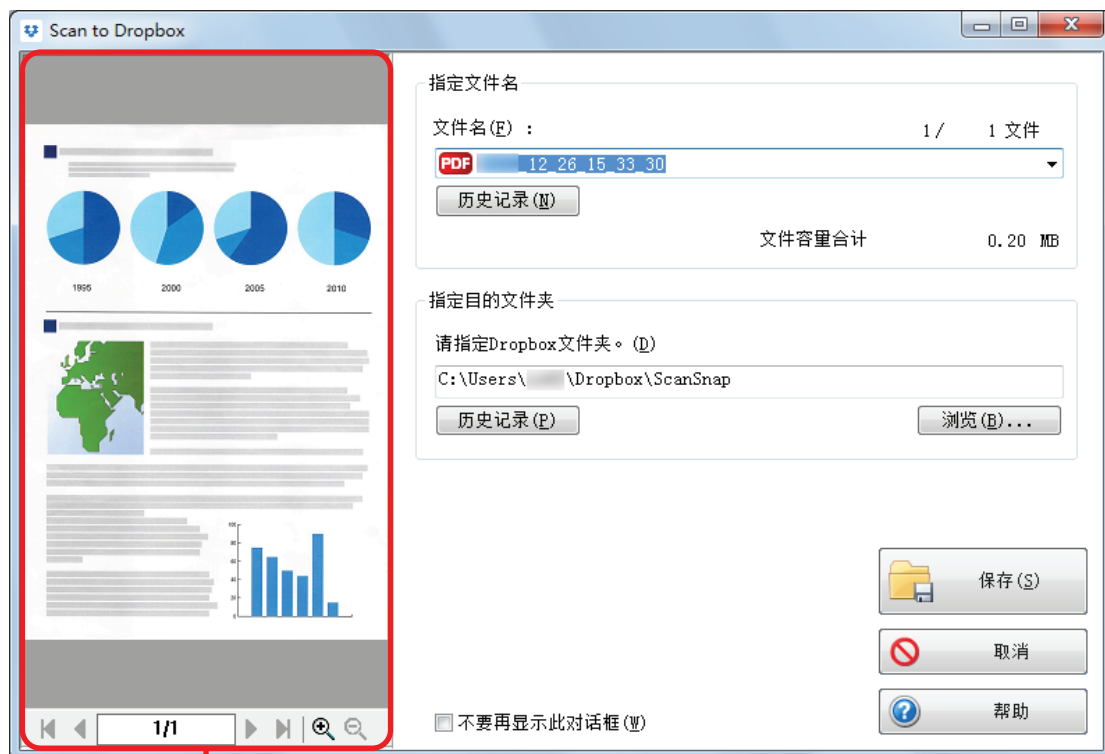 Scan to Dropbox
1995 2000 2005 2010
1/1
指定文件名
文件名(F) : 1/ 1 文件
PDF _12_26_15_33_30
历史记录(N)
文件容量合计 0.20 MB
指定目的文件夹
请指定Dropbox文件夹。(D)
C:\Users\ \Dropbox\ScanSnap
历史记录(P) 浏览(B)...
保存(S)
取消
不要再显示此对话框(W)
帮助